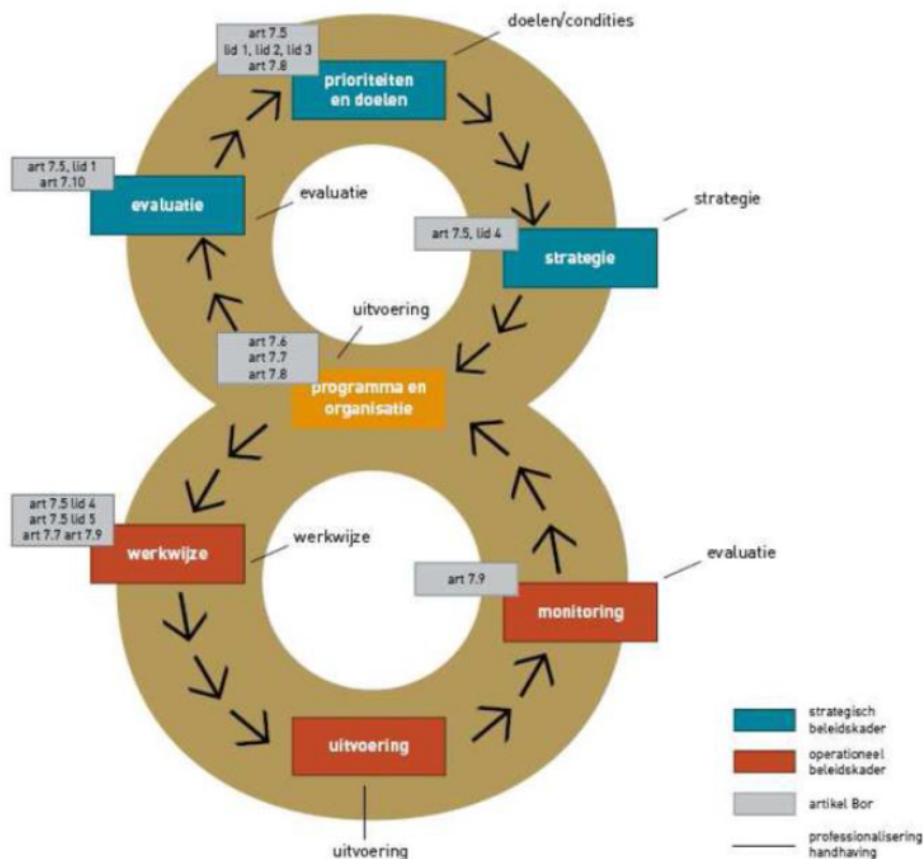 doelen/condities
art 7.5
lid 1, lid 2, lid 3
art 7.8
prioriteiten
en doelen
art 7.5, lid 1
art 7.10
evaluatie
evaluatie
strategie
art 7.5, lid 4
strategie
uitvoering
art 7.6
art 7.7
art 7.8
programma en
organisatie
art 7.5 lid 4
art 7.5 lid 5
art 7.7 art 7.9
werkwijze
werkwijze
evaluatie
art 7.9
monitoring
uitvoering
uitvoering
strategisch
beleidskader
operationeel
beleidskader
artikel Bor
professionalisering
handhaving